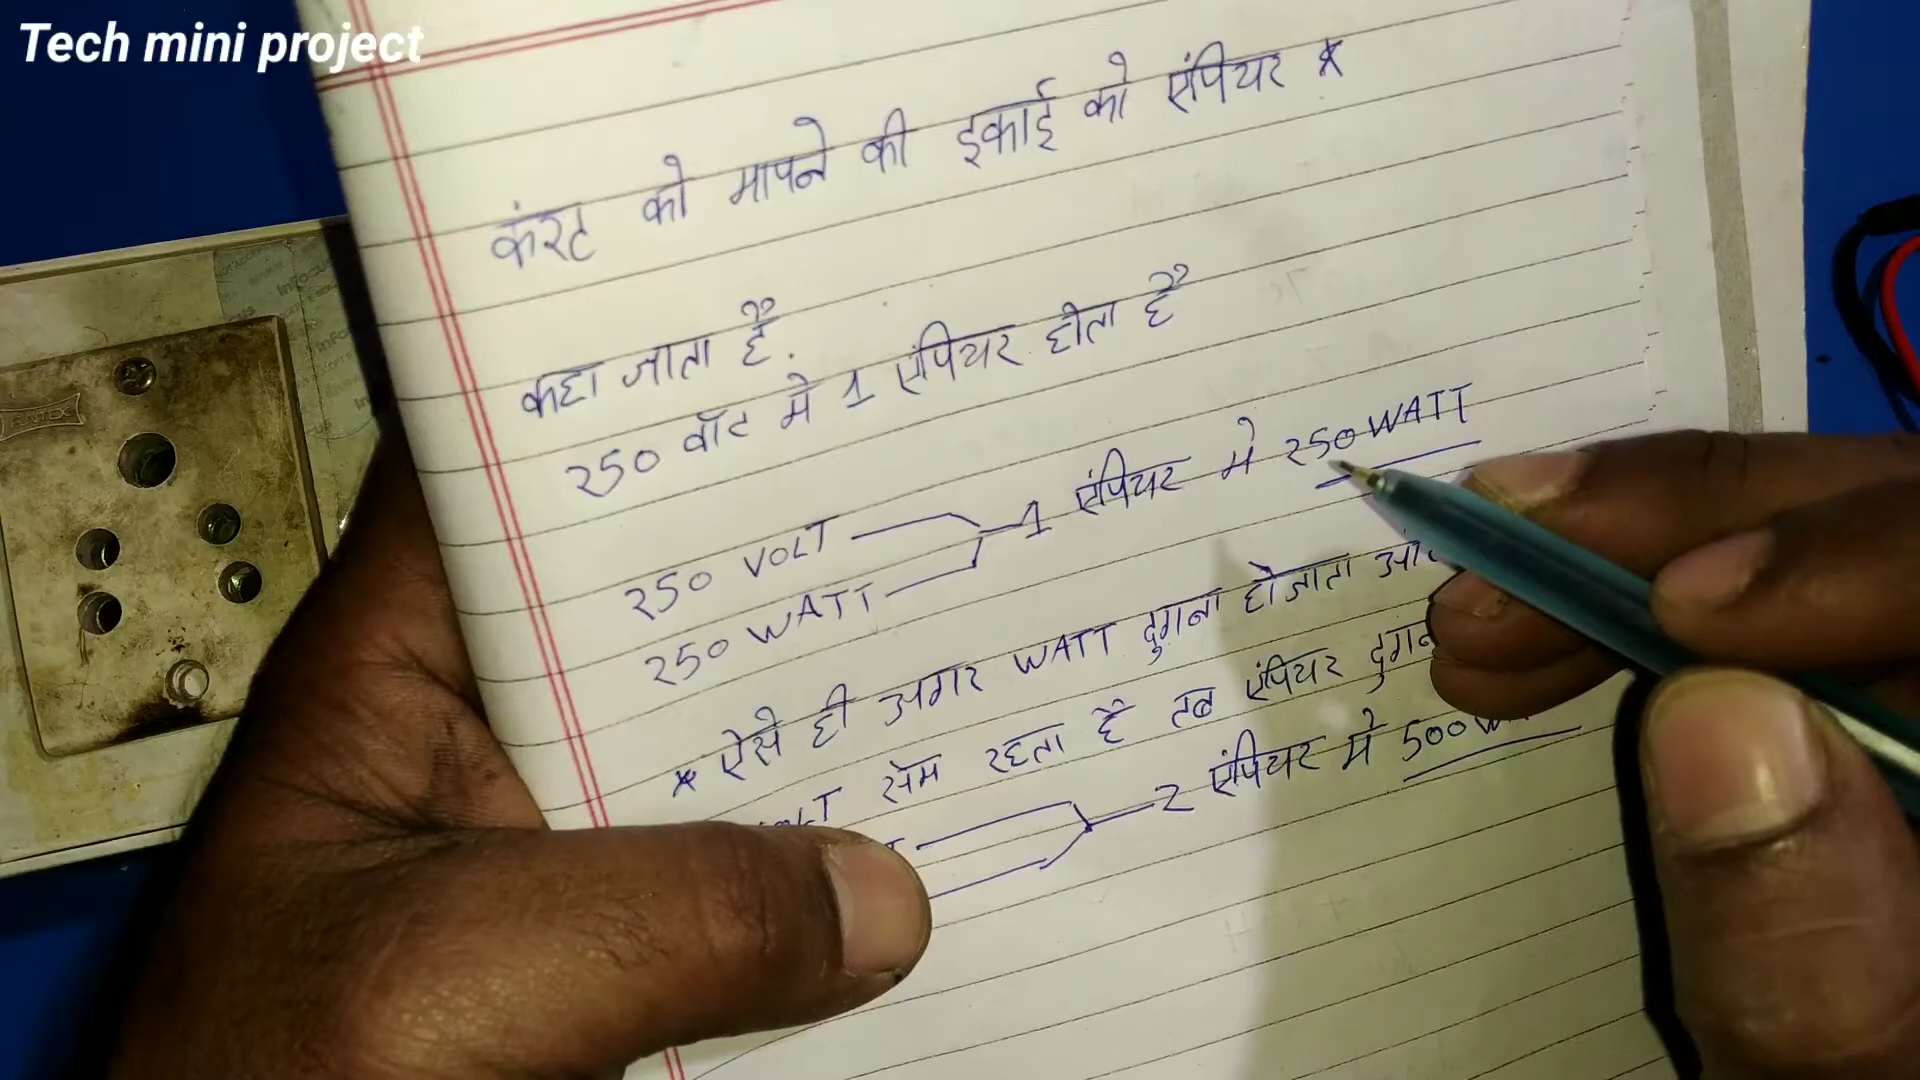 Tech mini project
करंट को मापने की इकाई को एंपियर *
कहा जाता है.
250 वॉट मे 1 एंपियर होता है
250 VOLT
250 WATT
1 एंपियर मे 250 WATT
* ऐसे ही अगर WATT दुगना हो जाता
सेम रहता है तब एंपियर
2 एंपियर मे 500